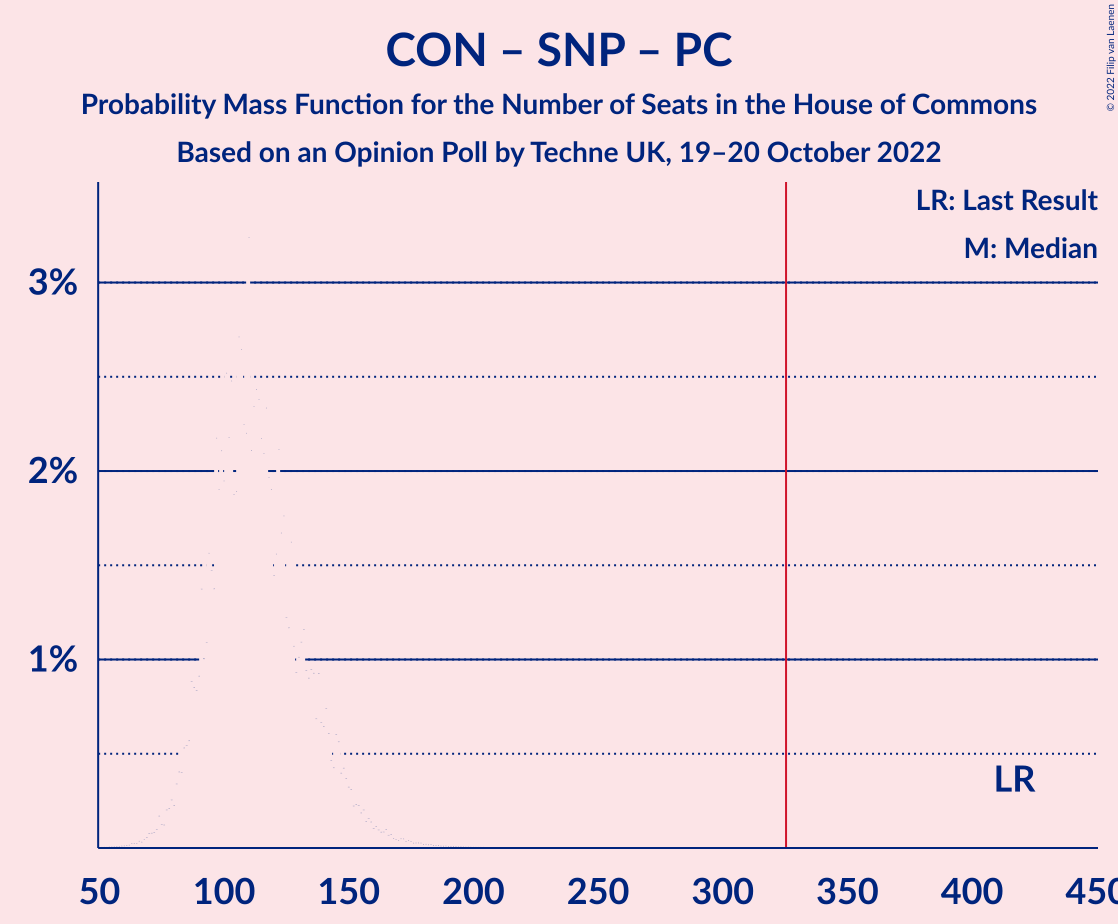 CON – SNP – PC
Probability Mass Function for the Number of Seats in the House of Commons
Based on an Opinion Poll by Techne UK, 19–20 October 2022
© 2022 Filip van Laenen
LR: Last Result
M: Median
3%
2%
1%
LR
50 100 150 200 250 300 350 400 450